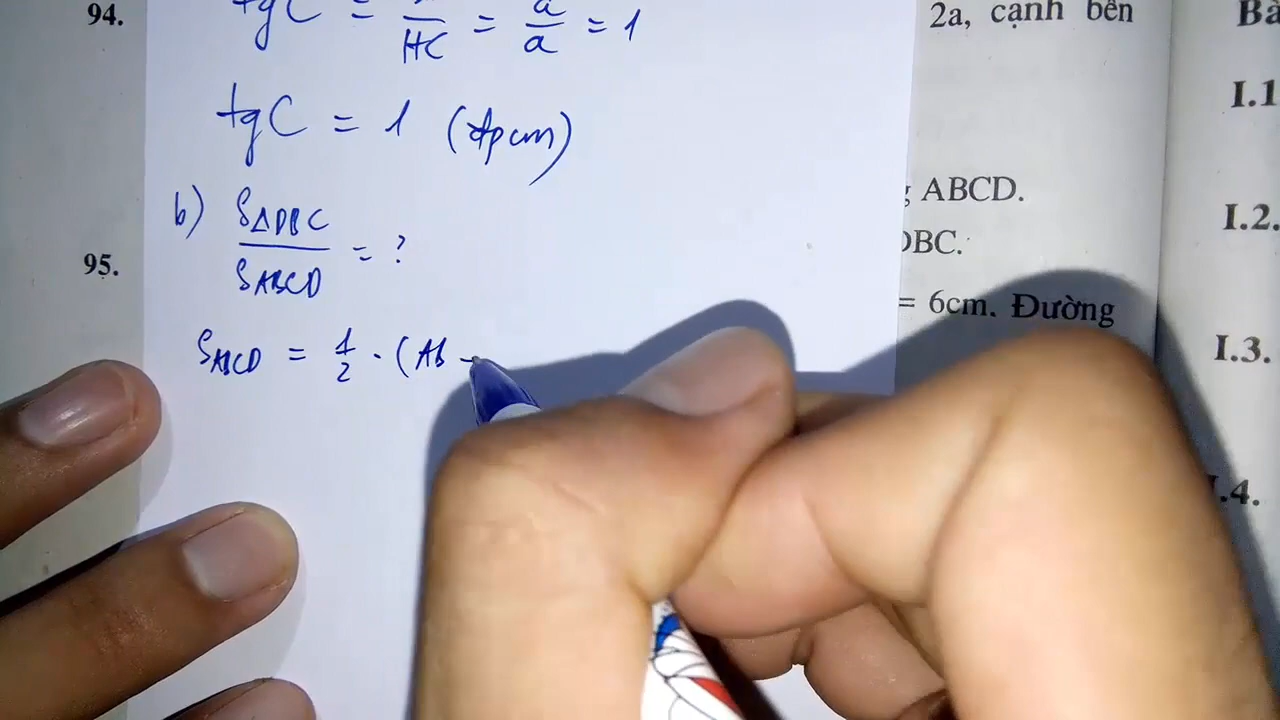 94.
tgC = /HC = a/a = 1
2a, cạnh bên
tgC = 1 (đpcm)
ABCD.
b) SΔDBC / SABCD = ?
DBC.
95.
= 6cm. Đường
SABCD = 1/2 . (AB -
I.1
I.2.
I.3.
.4.